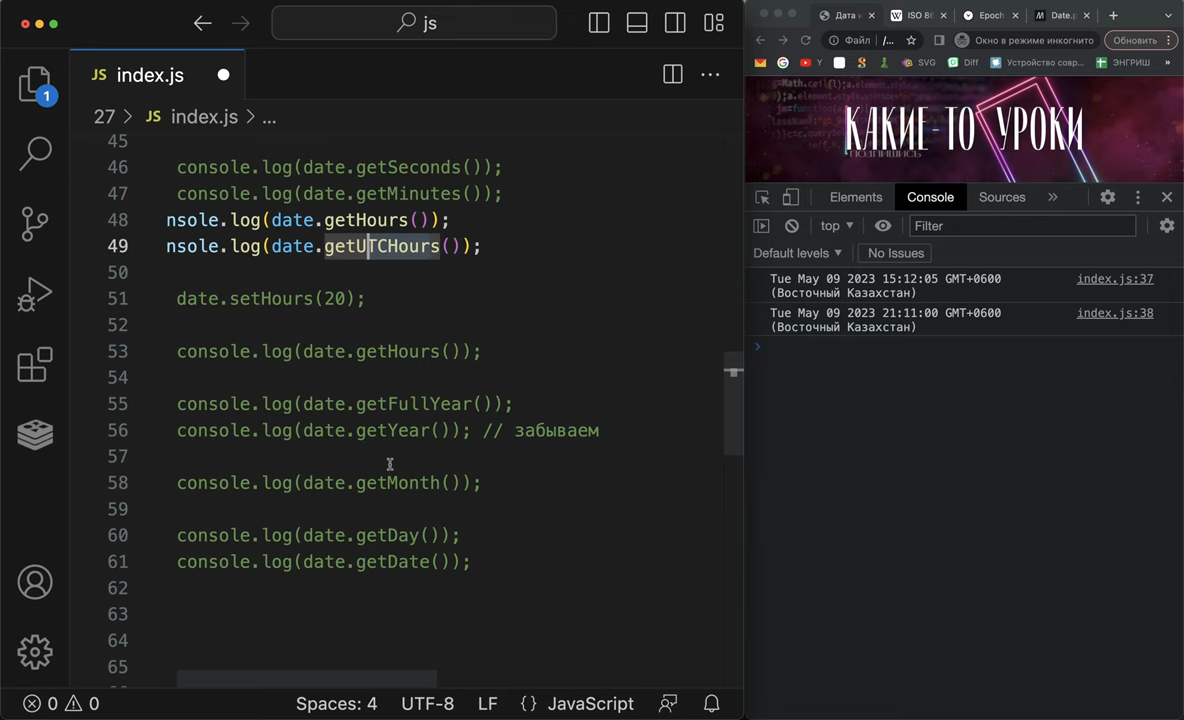 js
JS index.js
27 > JS index.js > ...
1
45
46 console.log(date.getSeconds());
47 console.log(date.getMinutes());
48 nsole.log(date.getHours());
49 nsole.log(date.getUTCHours());
50
51 date.setHours(20);
52
53 console.log(date.getHours());
54
55 console.log(date.getFullYear());
56 console.log(date.getYear()); // забываем
57
58 console.log(date.getMonth());
59
60 console.log(date.getDay());
61 console.log(date.getDate());
62
63
64
65
0 0 Spaces: 4 UTF-8 LF {} JavaScript
Дата и ISO 86 Epoch Date.p
Файл /... Окно в режиме инкогнито Обновить
SVG Diff Устройство совр... ЭНГРИШ »
КАКИЕ-ТО УРОКИ
ПОДПИШИСЬ
Elements Console Sources »
top Filter
Default levels No Issues
Tue May 09 2023 15:12:05 GMT+0600 index.js:37
(Восточный Казахстан)
Tue May 09 2023 21:11:00 GMT+0600 index.js:38
(Восточный Казахстан)